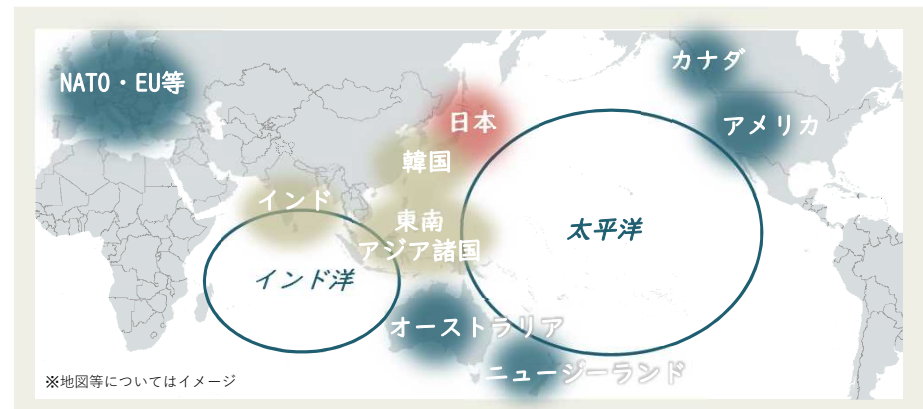 カナダ
NATO・EU等
日本
アメリカ
韓国
インド
東南
アジア諸国
太平洋
インド洋
オーストラリア
ニュージーランド
※地図等についてはイメージ